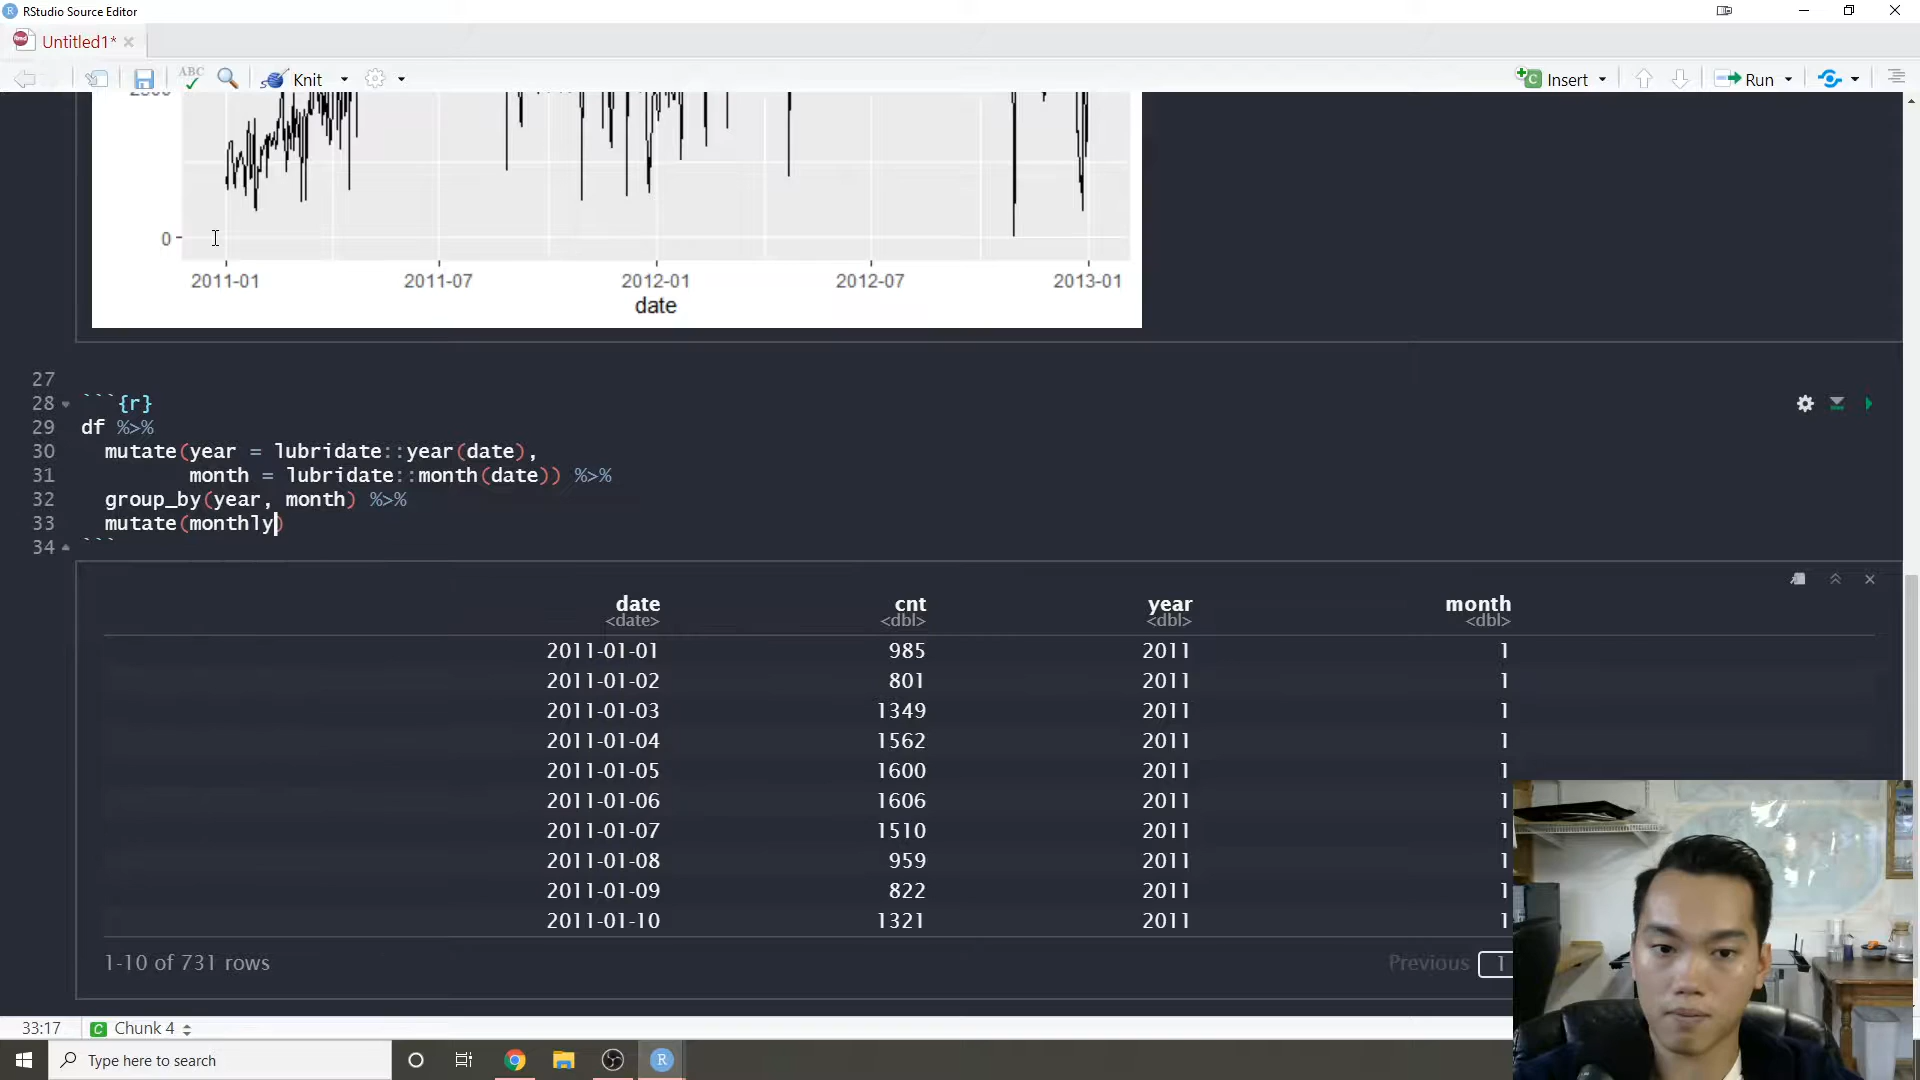 RStudio Source Editor
Untitled1*
ABC
Knit
Insert
Run
0
2011-01
2011-07
2012-01
2012-07
2013-01
date
27
28 ```{r}
29 df %>%
30 mutate(year = lubridate::year(date),
31 month = lubridate::month(date)) %>%
32 group_by(year, month) %>%
33 mutate(monthly)
34 ```
date cnt year month
<date> <dbl> <dbl> <dbl>
2011-01-01 985 2011 1
2011-01-02 801 2011 1
2011-01-03 1349 2011 1
2011-01-04 1562 2011 1
2011-01-05 1600 2011 1
2011-01-06 1606 2011 1
2011-01-07 1510 2011 1
2011-01-08 959 2011 1
2011-01-09 822 2011 1
2011-01-10 1321 2011 1
1-10 of 731 rows
Previous 1
33:17
C Chunk 4
Type here to search
R